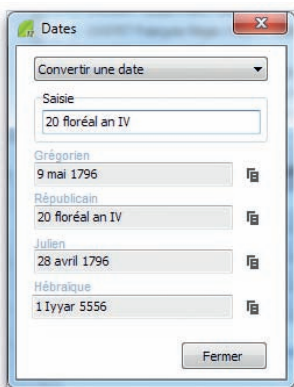 Dates
Convertir une date
Saisie
20 floréal an IV
Grégorien
9 mai 1796
Républicain
20 floréal an IV
Julien
28 avril 1796
Hébraïque
1 Iyyar 5556
Fermer